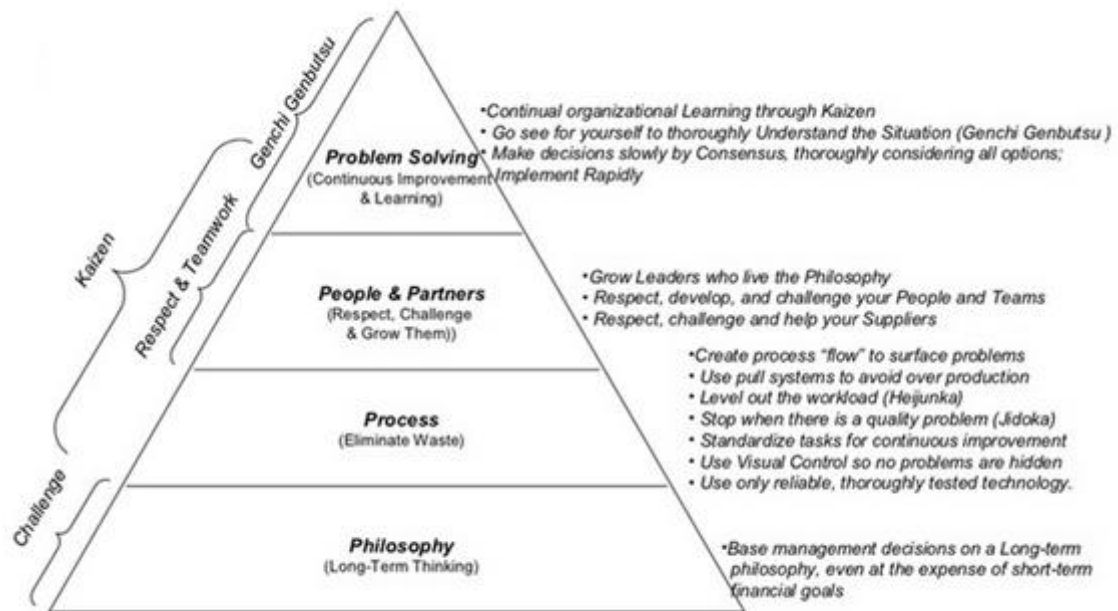 Genchi Genbutsu
Kaizen
Respect & Teamwork
Challenge
Problem Solving
(Continuous Improvement
& Learning)
•Continual organizational Learning through Kaizen
• Go see for yourself to thoroughly Understand the Situation (Genchi Genbutsu )
• Make decisions slowly by Consensus, thoroughly considering all options;
Implement Rapidly
People & Partners
(Respect, Challenge
& Grow Them))
•Grow Leaders who live the Philosophy
• Respect, develop, and challenge your People and Teams
• Respect, challenge and help your Suppliers
Process
(Eliminate Waste)
•Create process “flow” to surface problems
• Use pull systems to avoid over production
• Level out the workload (Heijunka)
• Stop when there is a quality problem (Jidoka)
• Standardize tasks for continuous improvement
• Use Visual Control so no problems are hidden
• Use only reliable, thoroughly tested technology.
Philosophy
(Long-Term Thinking)
•Base management decisions on a Long-term
philosophy, even at the expense of short-term
financial goals